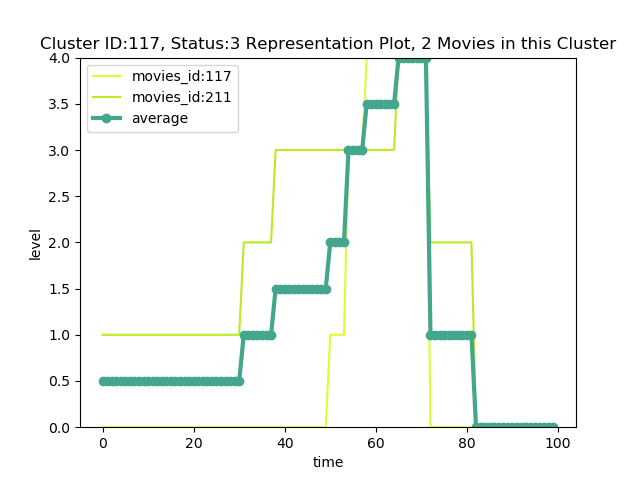 Cluster ID:117, Status:3 Representation Plot, 2 Movies in this Cluster
4.0
3.5
3.0
2.5
2.0
1.5
1.0
0.5
0.0
level
movies_id:117
movies_id:211
average
0 20 40 60 80 100
time